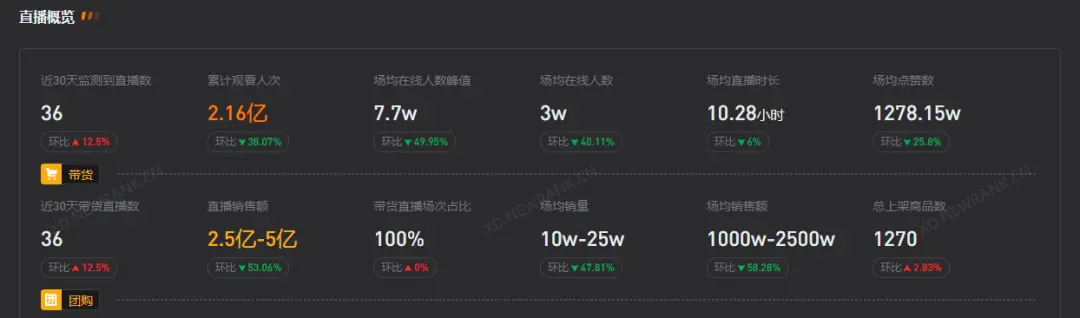 直播概览
近30天监测到直播数 累计观看人次 场均在线人数峰值 场均在线人数 场均直播时长 场均点赞数
36 2.16亿 7.7w 3w 10.28小时 1278.15w
环比▲12.5% 环比▼38.07% 环比▼49.95% 环比▼40.11% 环比▼6% 环比▼25.8%
带货
近30天带货直播数 直播销售额 带货直播场次占比 场均销量 场均销售额 总上架商品数
36 2.5亿-5亿 100% 10w-25w 1000w-2500w 1270
环比▲12.5% 环比▼53.06% 环比▲0% 环比▼47.81% 环比▼58.28% 环比▲2.83%
团 团购
XD.NEWRANK.CN
XD.NEWRANK.CN
XD.NEWRANK.CN